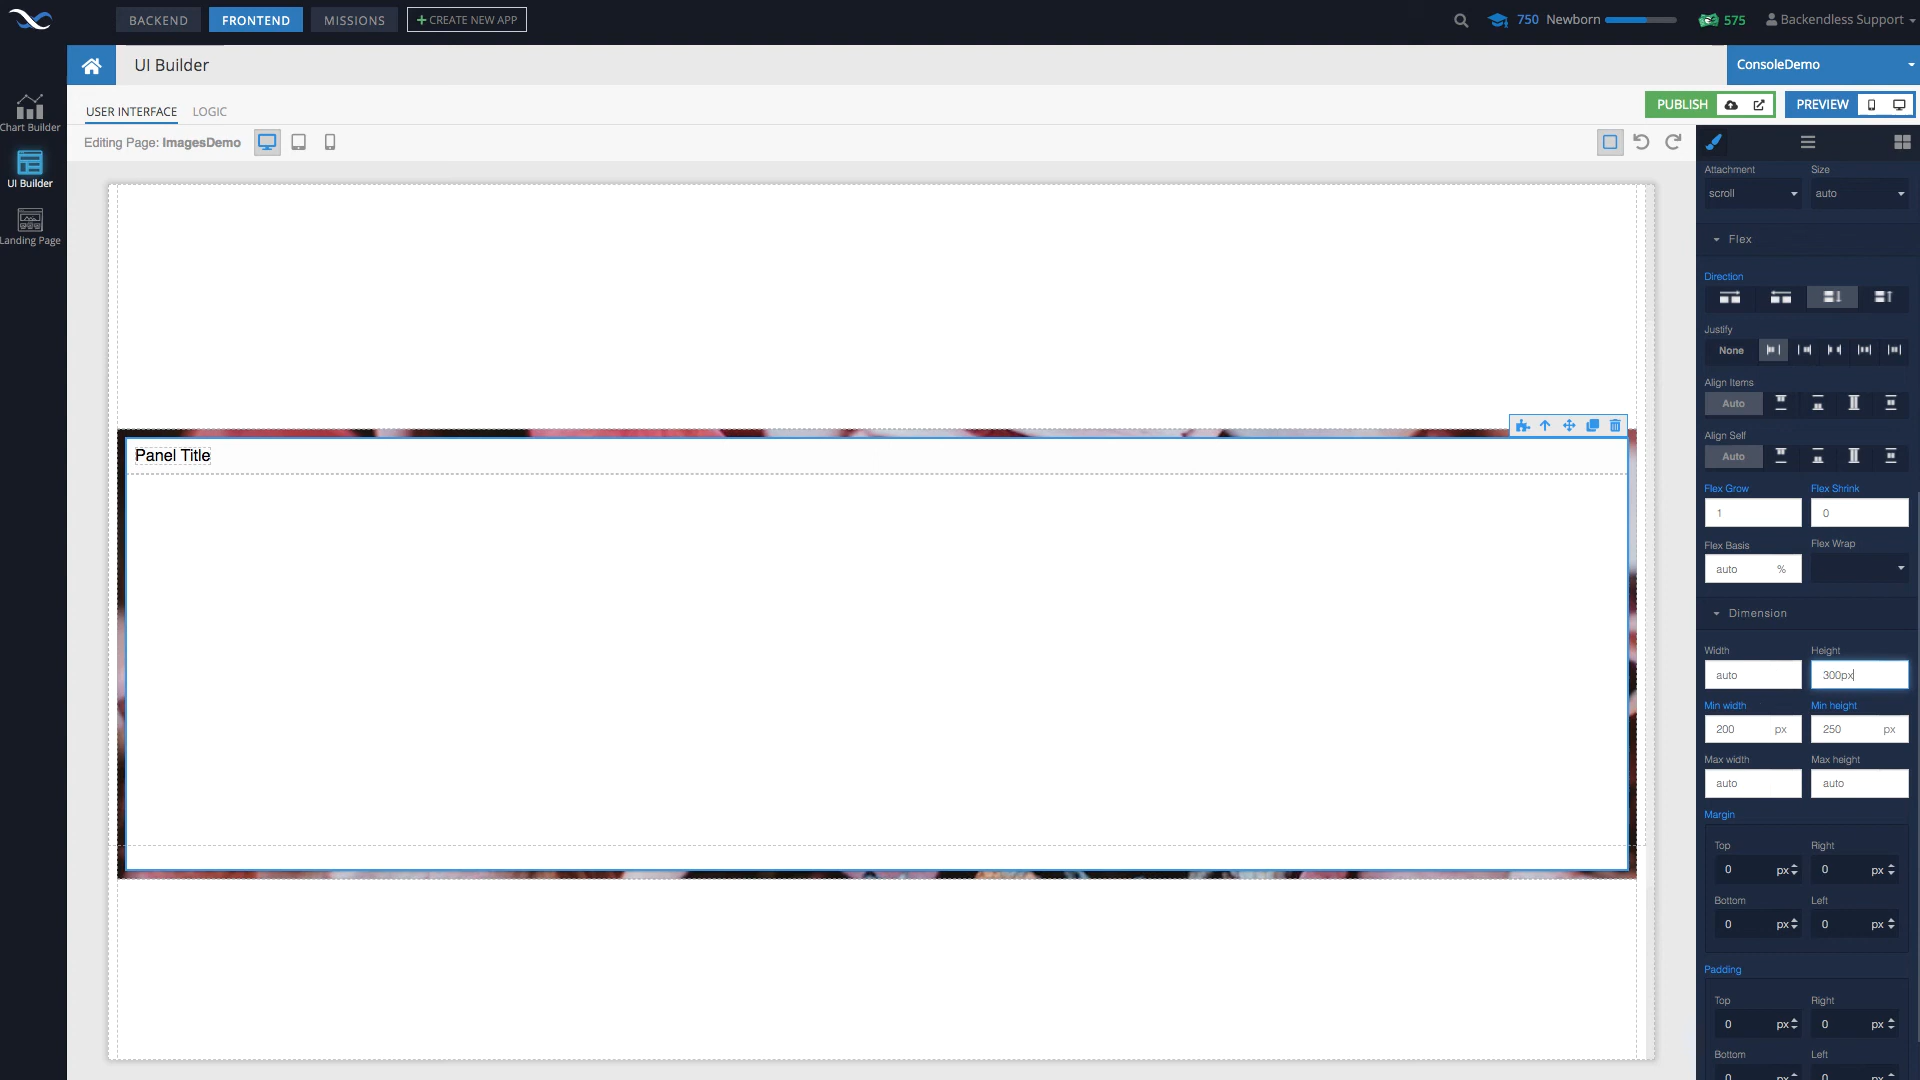 BACKEND FRONTEND MISSIONS + CREATE NEW APP 750 Newborn 575 Backendless Support
UI Builder ConsoleDemo
USER INTERFACE LOGIC PUBLISH PREVIEW
Editing Page: ImagesDemo
Chart Builder
UI Builder
Landing Page
Panel Title
Attachment Size
scroll auto
Flex
Direction
Justify
None
Align Items
Auto
Align Self
Auto
Flex Grow Flex Shrink
1 0
Flex Basis Flex Wrap
auto %
Dimension
Width Height
auto 300px
Min width Min height
200 px 250 px
Max width Max height
auto auto
Margin
Top Right
0 px 0 px
Bottom Left
0 px 0 px
Padding
Top Right
0 px 0 px
Bottom Left
0 px 0 px